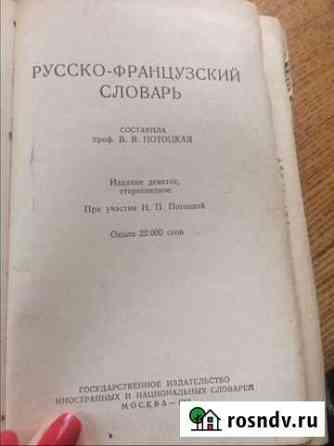 РУССКО-ФРАНЦУЗСКИЙ
СЛОВАРЬ
СОСТАВИЛА
проф. В. В. ПОТОЦКАЯ
Издание девятое,
стереотипное
При участии Н. П. Потоцкой
Около 22 000 слов
ГОСУДАРСТВЕННОЕ ИЗДАТЕЛЬСТВО
ИНОСТРАННЫХ И НАЦИОНАЛЬНЫХ СЛОВАРЕЙ
МОСКВА —
rosndv.ru